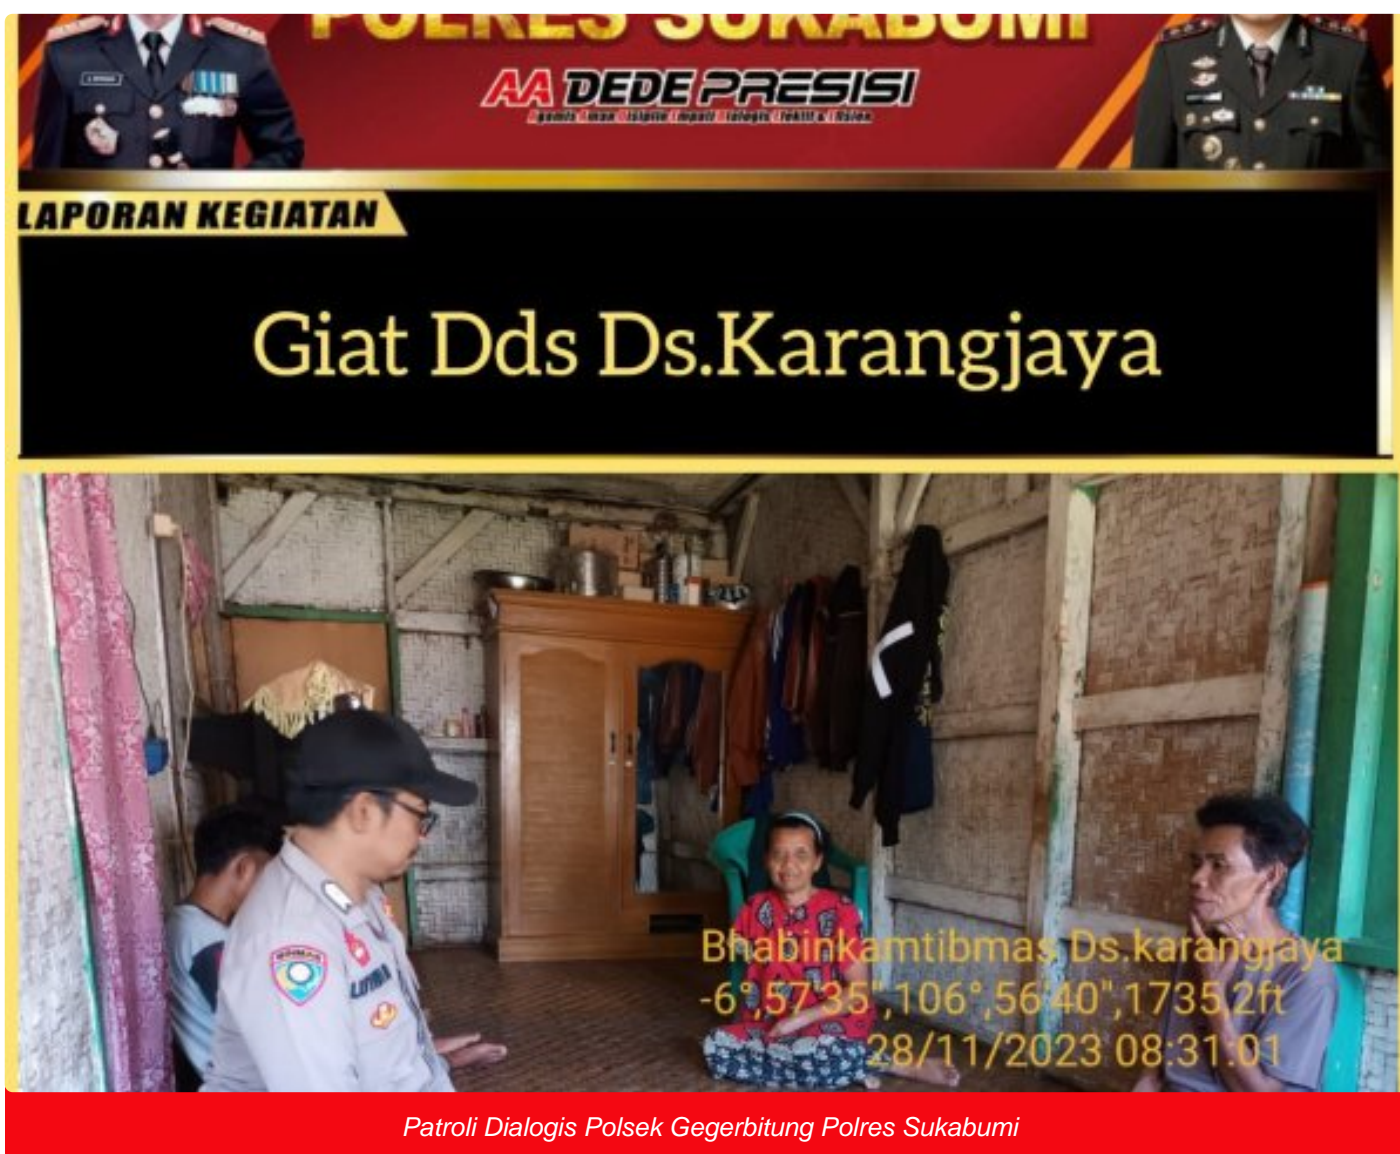 POLRES SUKABUMI
AA DEDE PRESISI
LAPORAN KEGIATAN
Giat Dds Ds.Karangjaya
Bhabinkamtibmas Ds.karangjaya
-6°,57'35",106°,56'40",1735,2ft
28/11/2023 08:31:01
Patroli Dialogis Polsek Gegerbitung Polres Sukabumi